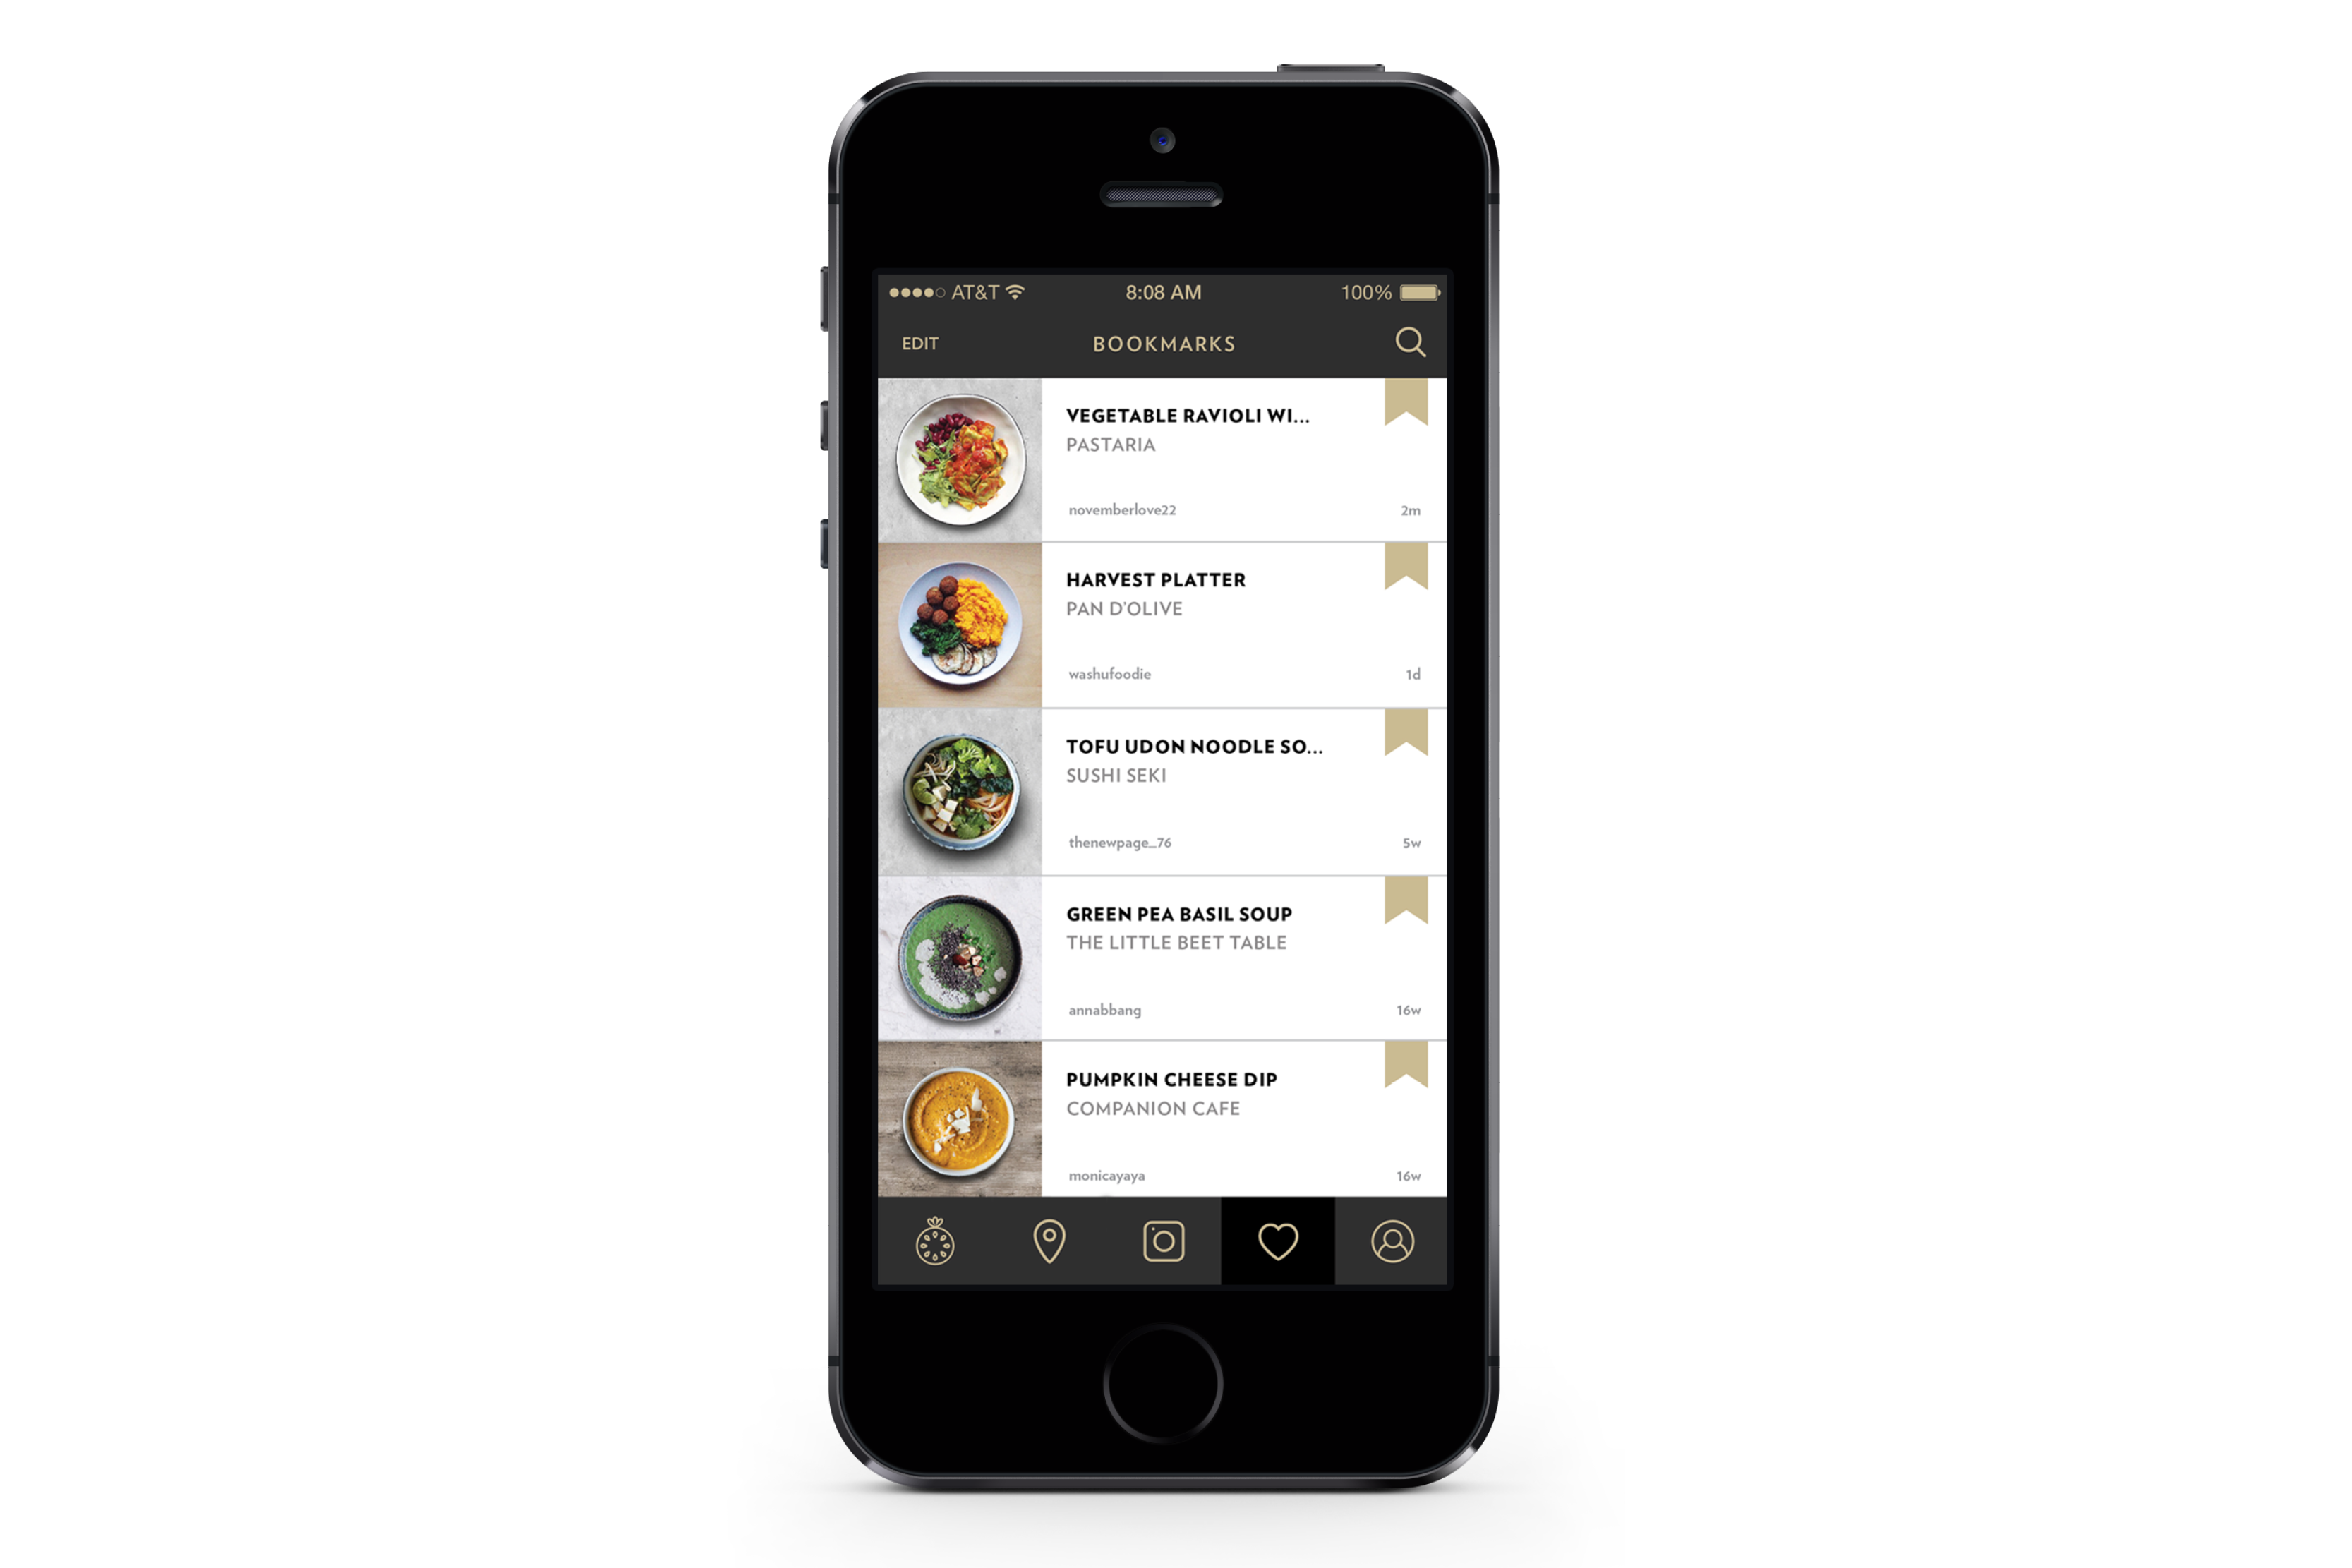 AT&T 8:08 AM 100%
EDIT BOOKMARKS
VEGETABLE RAVIOLI WI...
PASTARIA
novemberlove22 2m
HARVEST PLATTER
PAN D'OLIVE
washufoodie 1d
TOFU UDON NOODLE SO...
SUSHI SEKI
thenewpage_76 5w
GREEN PEA BASIL SOUP
THE LITTLE BEET TABLE
annabbang 16w
PUMPKIN CHEESE DIP
COMPANION CAFE
monicayaya 16w